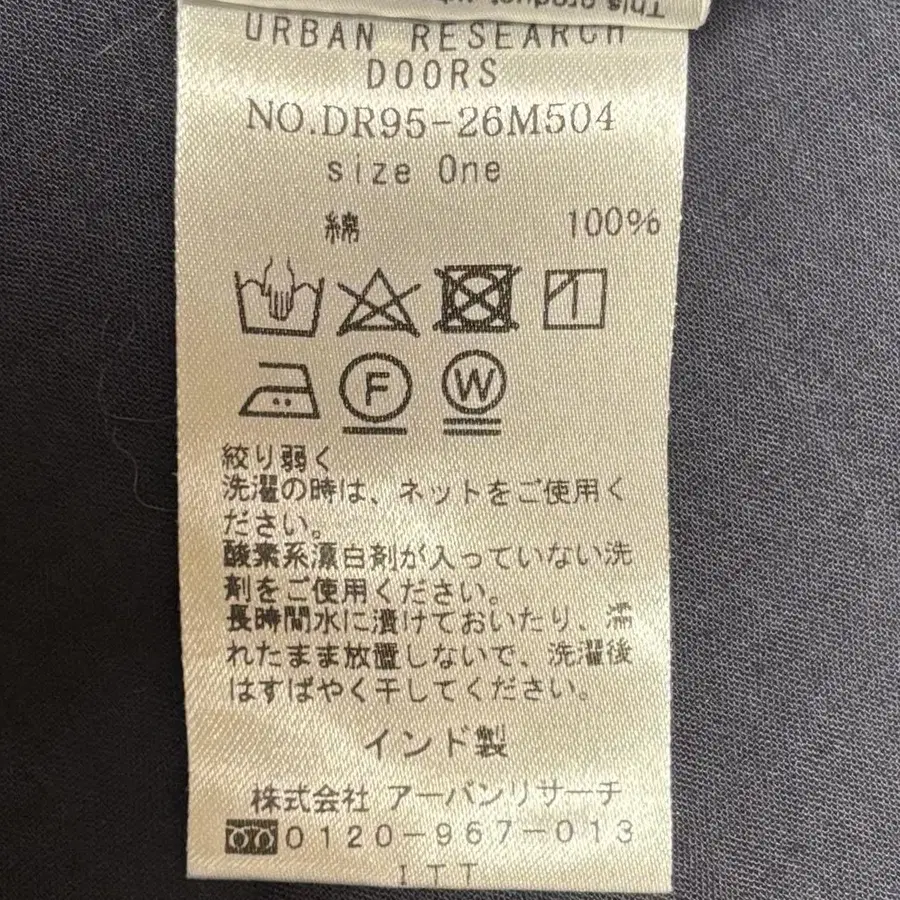 This product
URBAN RESEARCH
DOORS
NO.DR95-26M504
size One
綿 100%
F W
絞り弱く
洗濯の時は、ネットをご使用く
ださい。
酸素系漂白剤が入っていない洗
剤をご使用ください。
長時間水に漬けておいたり、濡
れたまま放置しないで、洗濯後
はすばやく干してください。
インド製
株式会社 アーバンリサーチ
0120-967-013
ITT